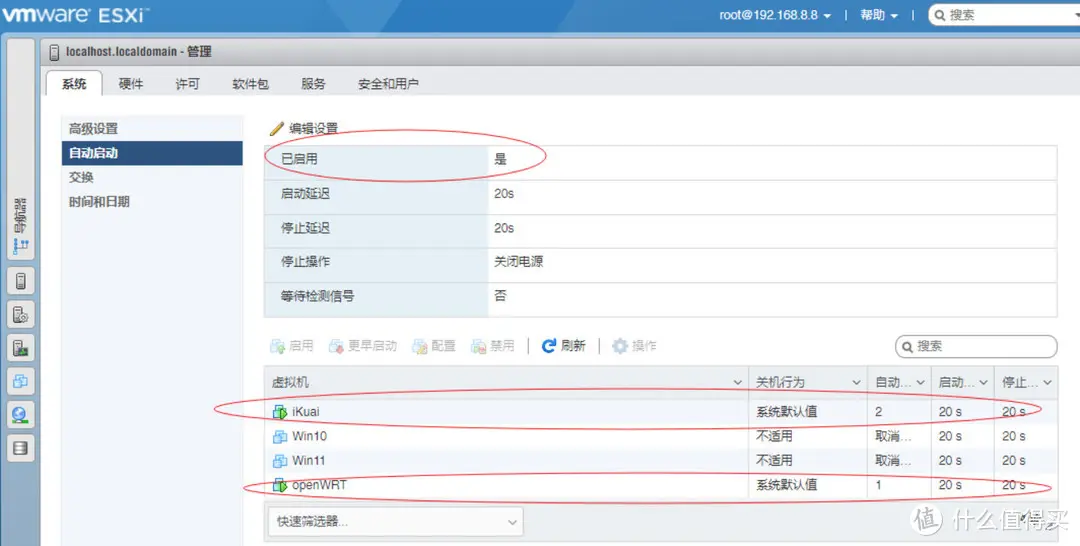 vmware ESXi™ root@192.168.8.8 帮助 搜索
localhost.localdomain - 管理
系统 硬件 许可 软件包 服务 安全和用户
导航器
高级设置
自动启动
交换
时间和日期
编辑设置
已启用 是
启动延迟 20s
停止延迟 20s
停止操作 关闭电源
等待检测信号 否
启用 更早启动 配置 禁用 刷新 操作 搜索
虚拟机 关机行为 自动... 启动... 停止...
iKuai 系统默认值 2 20 s 20 s
Win10 不适用 取消... 20 s 20 s
Win11 不适用 取消... 20 s 20 s
openWRT 系统默认值 1 20 s 20 s
快速筛选器...
值 什么值得买